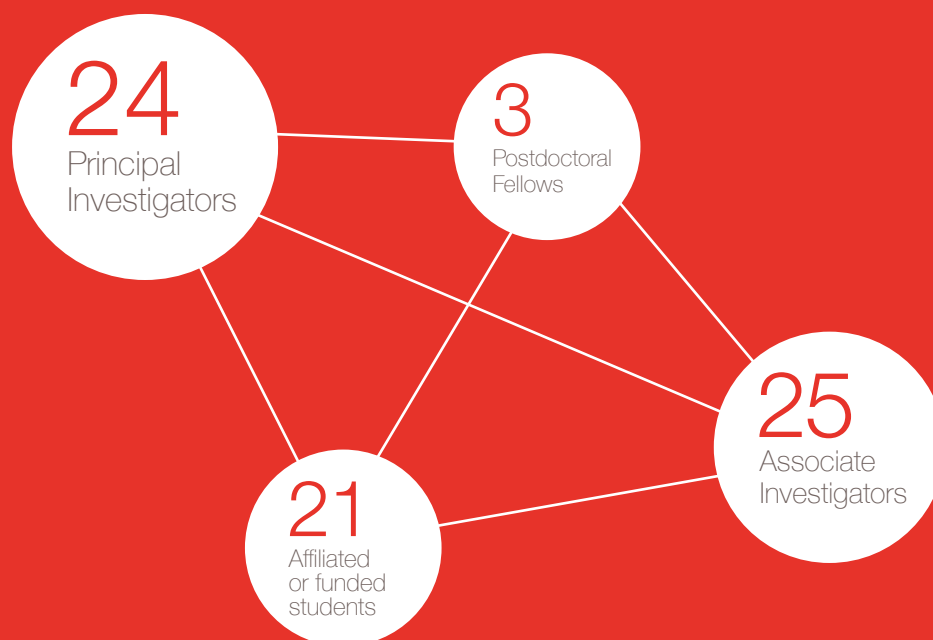 24
Principal
Investigators
3
Postdoctoral
Fellows
25
Associate
Investigators
21
Affiliated
or funded
students